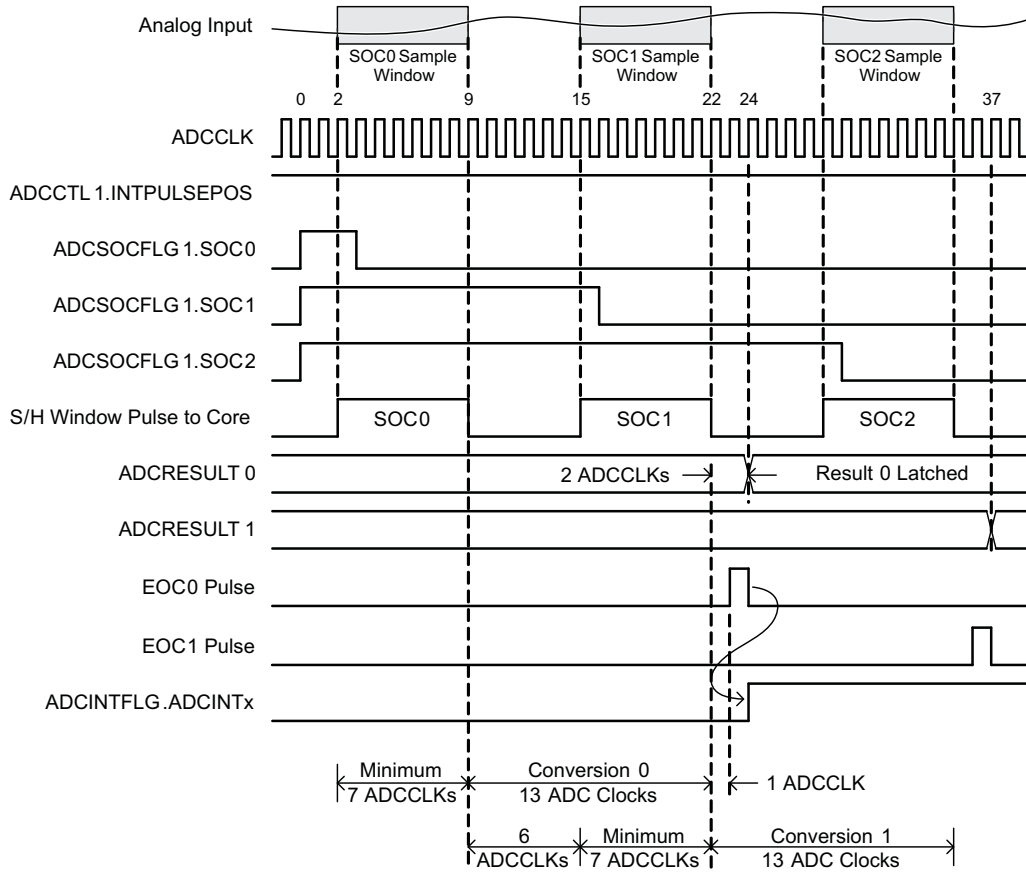 Analog Input
SOC0 Sample
Window
SOC1 Sample
Window
SOC2 Sample
Window
0 2 9 15 22 24 37
ADCCLK
ADCCTL 1.INTPULSEPOS
ADCSOCFLG 1.SOC0
ADCSOCFLG 1.SOC1
ADCSOCFLG 1.SOC2
S/H Window Pulse to Core SOC0 SOC1 SOC2
ADCRESULT 0 2 ADCCLKs Result 0 Latched
ADCRESULT 1
EOC0 Pulse
EOC1 Pulse
ADCINTFLG .ADCINTx
Minimum
7 ADCCLKs
Conversion 0
13 ADC Clocks
1 ADCCLK
6
ADCCLKs
Minimum
7 ADCCLKs
Conversion 1
13 ADC Clocks